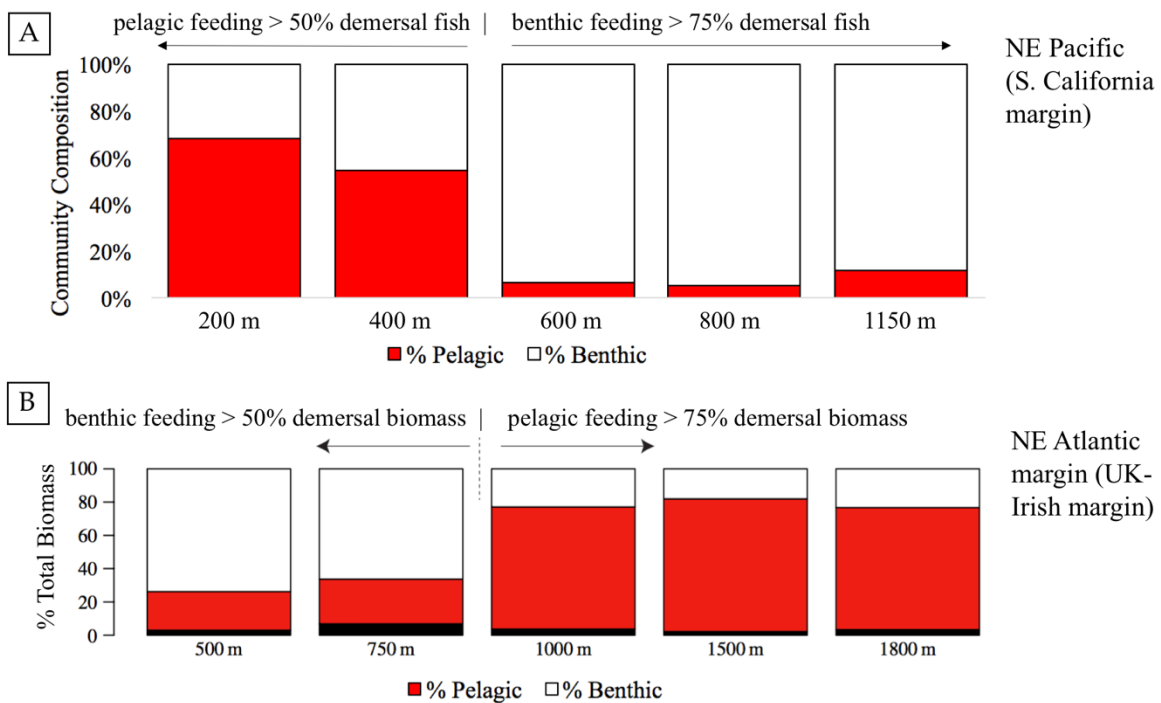 A
pelagic feeding > 50% demersal fish | benthic feeding > 75% demersal fish
NE Pacific
(S. California
margin)
Community Composition
100%
80%
60%
40%
20%
0%
200 m 400 m 600 m 800 m 1150 m
% Pelagic % Benthic
B
benthic feeding > 50% demersal biomass | pelagic feeding > 75% demersal biomass
NE Atlantic
margin (UK-
Irish margin)
% Total Biomass
100
80
60
40
20
0
500 m 750 m 1000 m 1500 m 1800 m
% Pelagic % Benthic